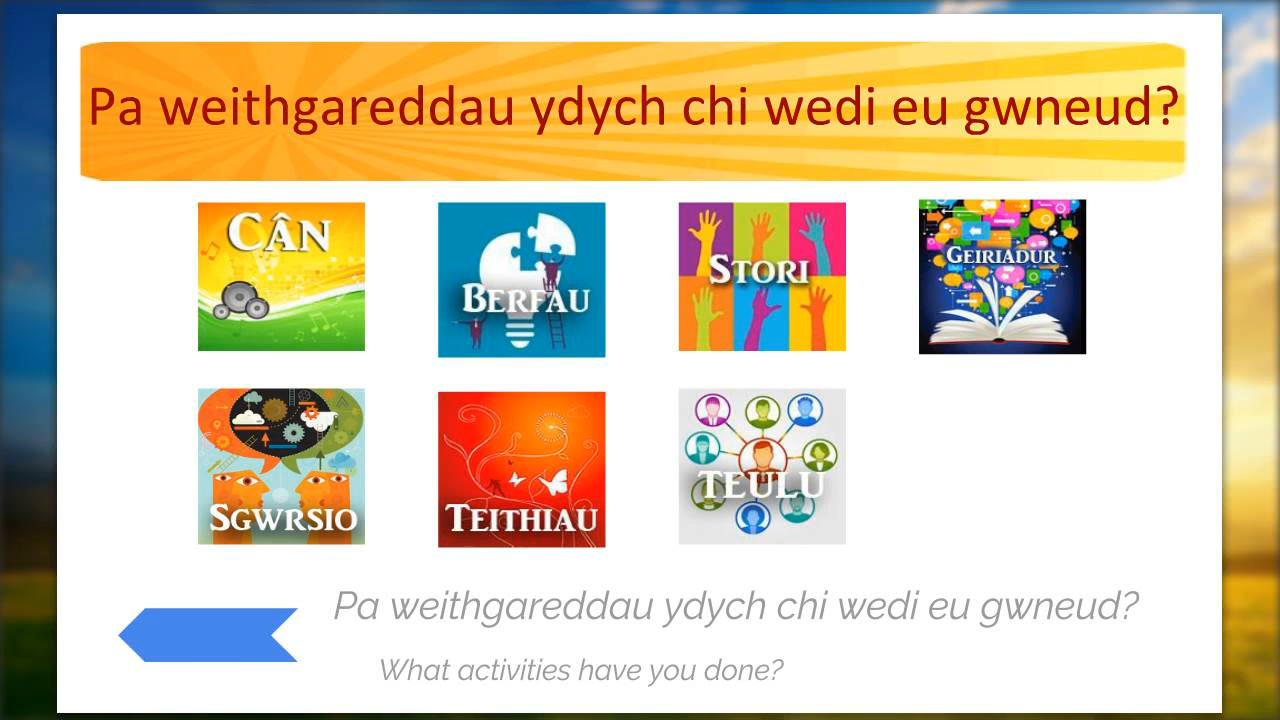 Pa weithgareddau ydych chi wedi eu gwneud?
CÂN
BERFAU
STORI
GEIRIADUR
SGWRSIO
TEITHIAU
TEULU
Pa weithgareddau ydych chi wedi eu gwneud?
What activities have you done?